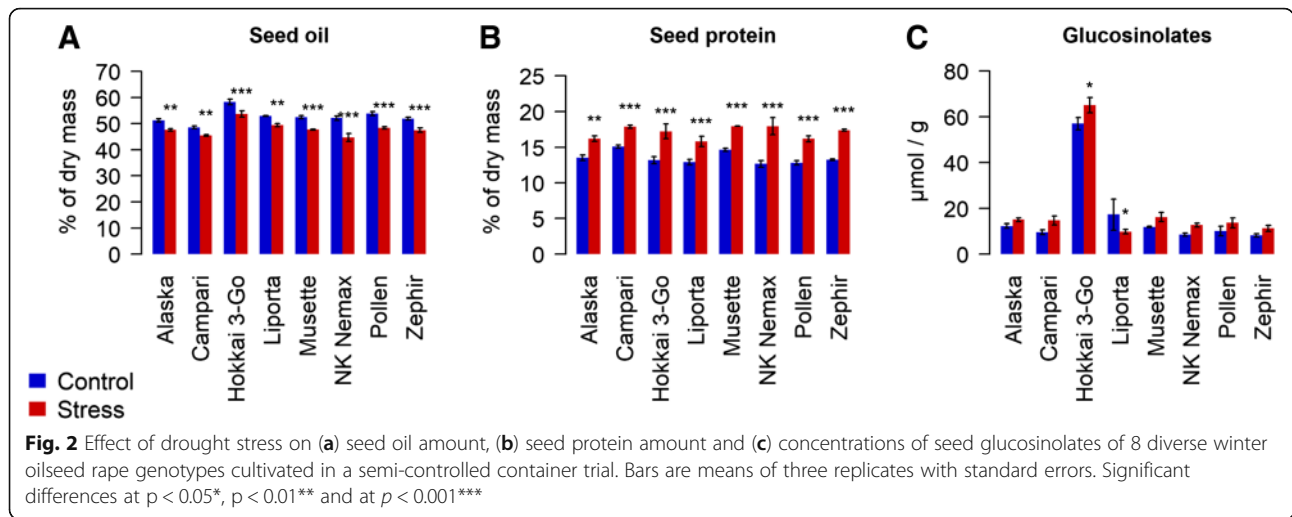 A Seed oil
% of dry mass
70
60
50
40
30
20
10
0
** ** *** ** *** *** *** ***
Alaska
Campari
Hokkai 3-Go
Liporta
Musette
NK Nemax
Pollen
Zephir
B Seed protein
% of dry mass
25
20
15
10
5
0
** *** *** *** *** *** *** ***
Alaska
Campari
Hokkai 3-Go
Liporta
Musette
NK Nemax
Pollen
Zephir
C Glucosinolates
µmol / g
80
60
40
20
0
* *
Alaska
Campari
Hokkai 3-Go
Liporta
Musette
NK Nemax
Pollen
Zephir
Control
Stress
Fig. 2 Effect of drought stress on (a) seed oil amount, (b) seed protein amount and (c) concentrations of seed glucosinolates of 8 diverse winter
oilseed rape genotypes cultivated in a semi-controlled container trial. Bars are means of three replicates with standard errors. Significant
differences at p < 0.05*, p < 0.01** and at p < 0.001***